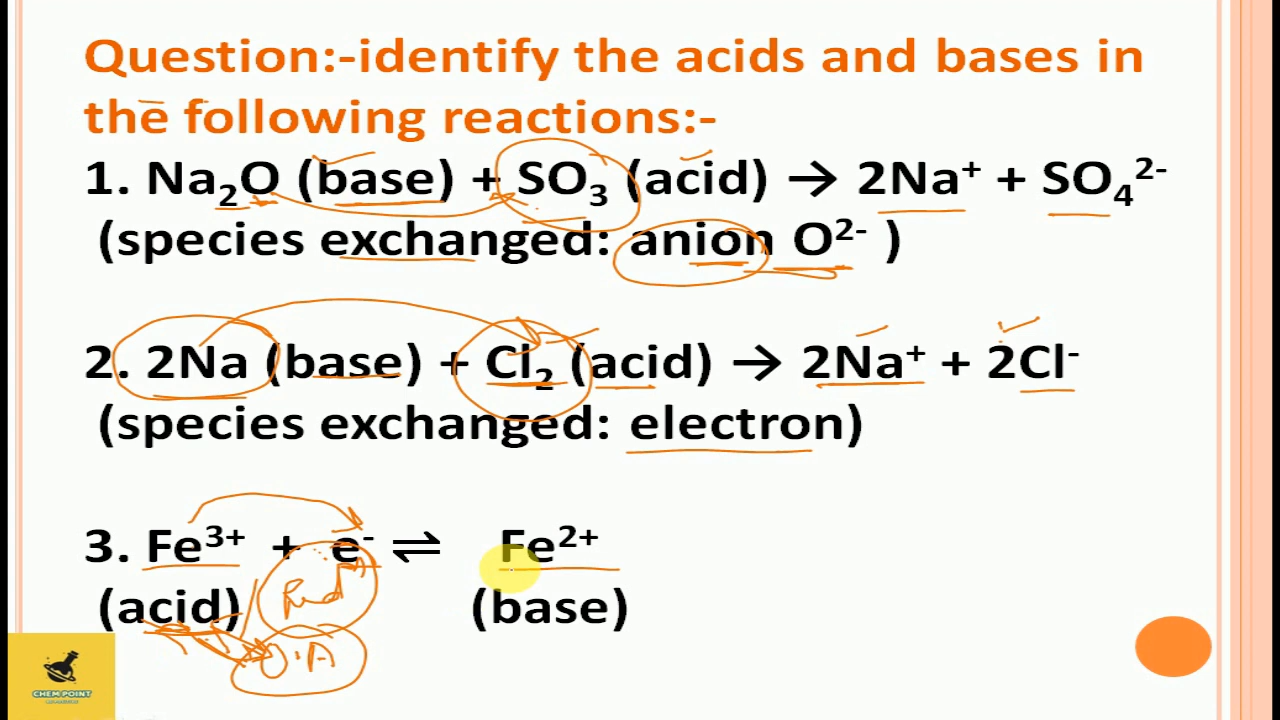 Question:-identify the acids and bases in
the following reactions:-
1. Na₂O (base) + SO₃ (acid) → 2Na⁺ + SO₄²⁻
(species exchanged: anion O²⁻ )
2. 2Na (base) + Cl₂ (acid) → 2Na⁺ + 2Cl⁻
(species exchanged: electron)
3. Fe³⁺ + e⁻ ⇌ Fe²⁺
(acid) (base)
O.A
CHEM POINT